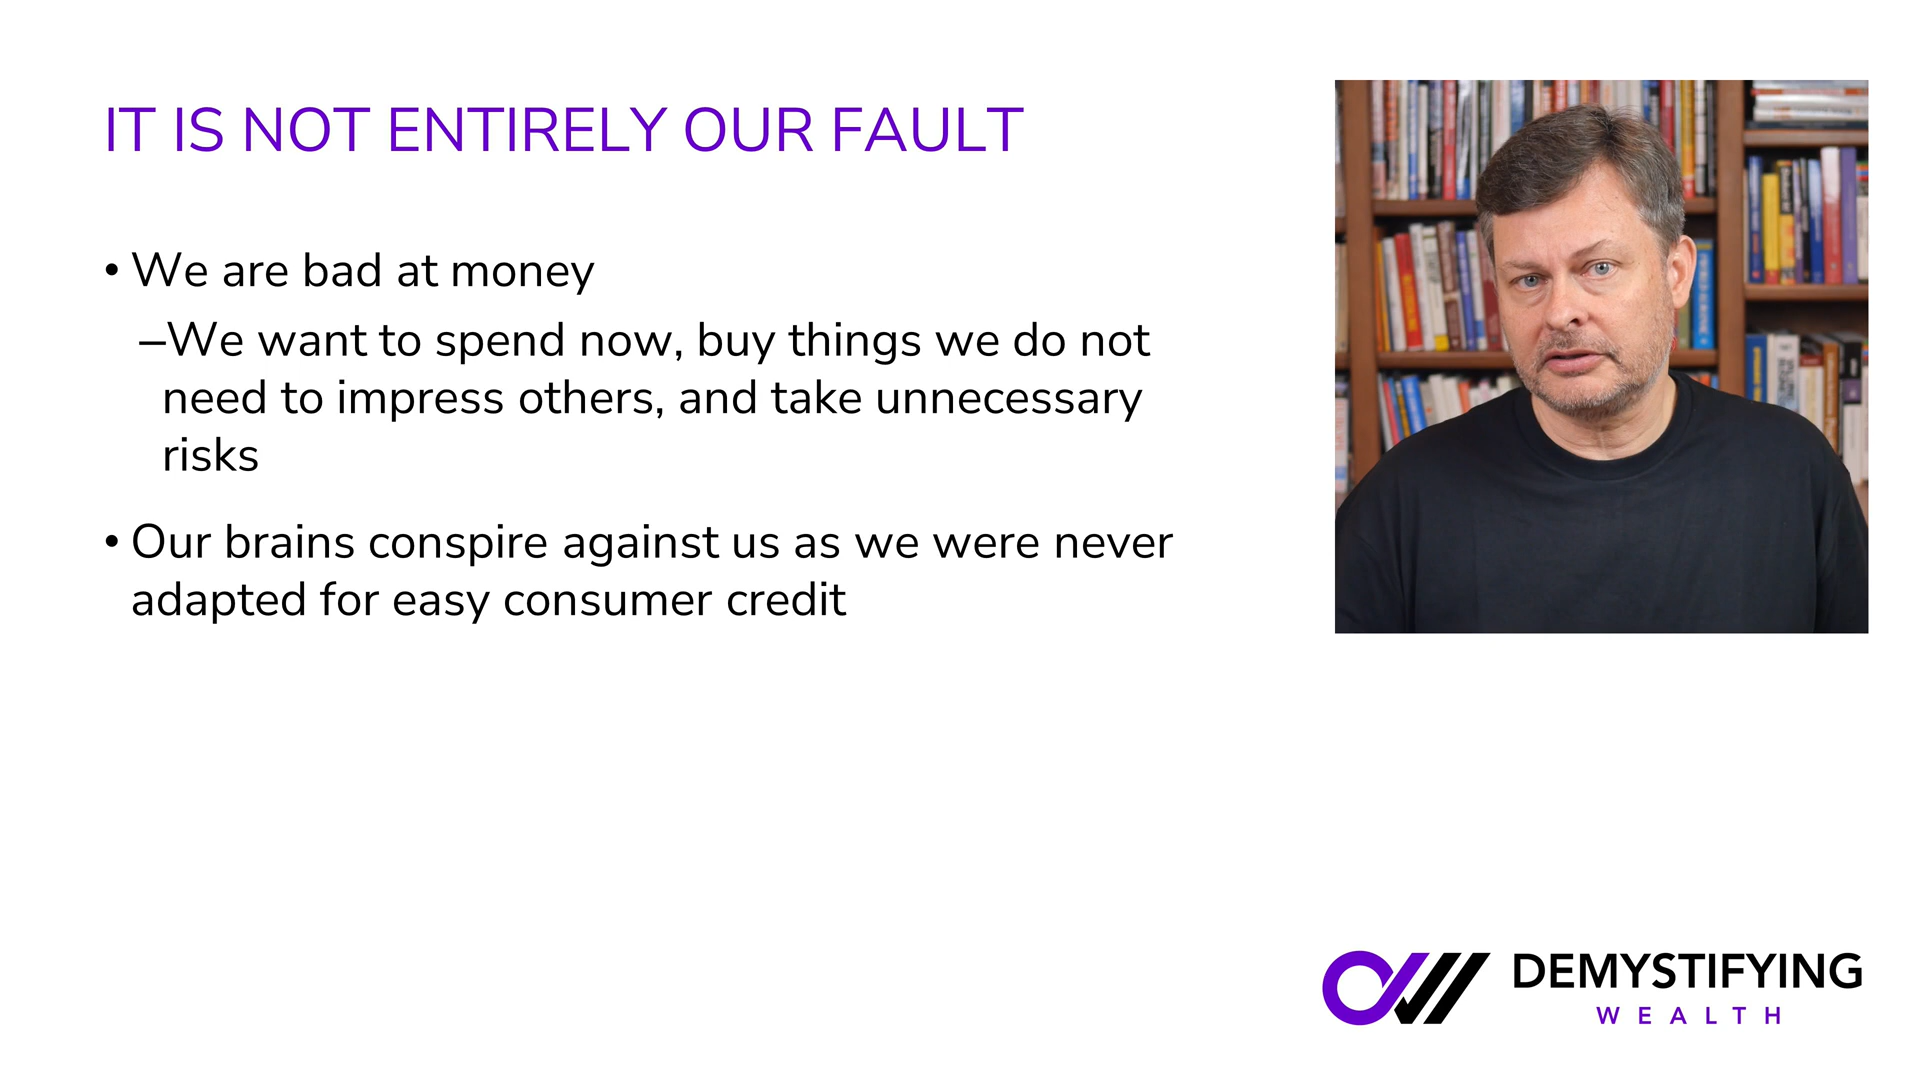 IT IS NOT ENTIRELY OUR FAULT
• We are bad at money
–We want to spend now, buy things we do not
need to impress others, and take unnecessary
risks
• Our brains conspire against us as we were never
adapted for easy consumer credit
DEMYSTIFYING
WEALTH